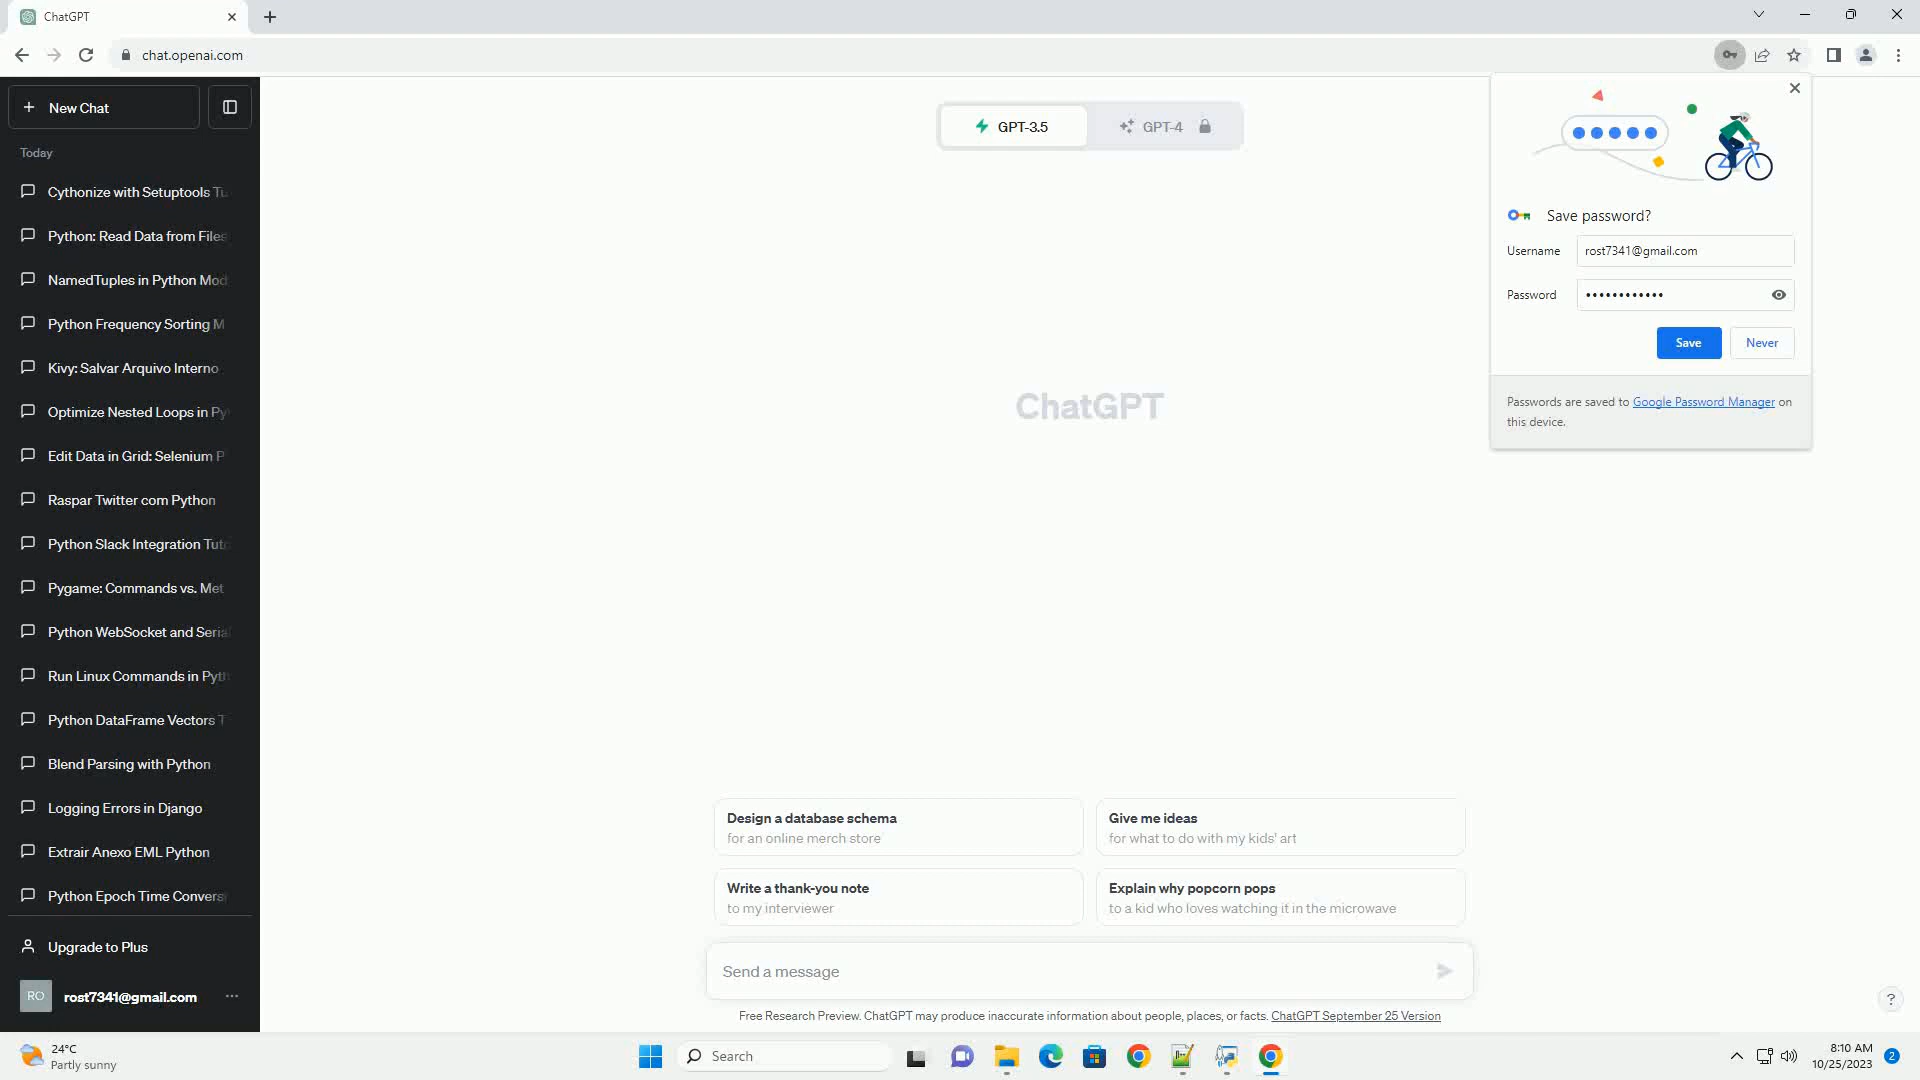 ChatGPT
chat.openai.com
New Chat
GPT-3.5
GPT-4
Today
Cythonize with Setuptools Tu
Python: Read Data from Files
NamedTuples in Python Mod
Python Frequency Sorting M
Kivy: Salvar Arquivo Interno
Optimize Nested Loops in Py
Edit Data in Grid: Selenium P
Raspar Twitter com Python
Python Slack Integration Tuto
Pygame: Commands vs. Met
Python WebSocket and Seria
Run Linux Commands in Pyth
Python DataFrame Vectors T
Blend Parsing with Python
Logging Errors in Django
Extrair Anexo EML Python
Python Epoch Time Convers
Upgrade to Plus
RO
rost7341@gmail.com
Save password?
Username
rost7341@gmail.com
Password
••••••••••••
Save
Never
Passwords are saved to Google Password Manager on
this device.
ChatGPT
Design a database schema
for an online merch store
Give me ideas
for what to do with my kids' art
Write a thank-you note
to my interviewer
Explain why popcorn pops
to a kid who loves watching it in the microwave
Send a message
Free Research Preview. ChatGPT may produce inaccurate information about people, places, or facts. ChatGPT September 25 Version
?
24°C
Partly sunny
Search
8:10 AM
10/25/2023
2